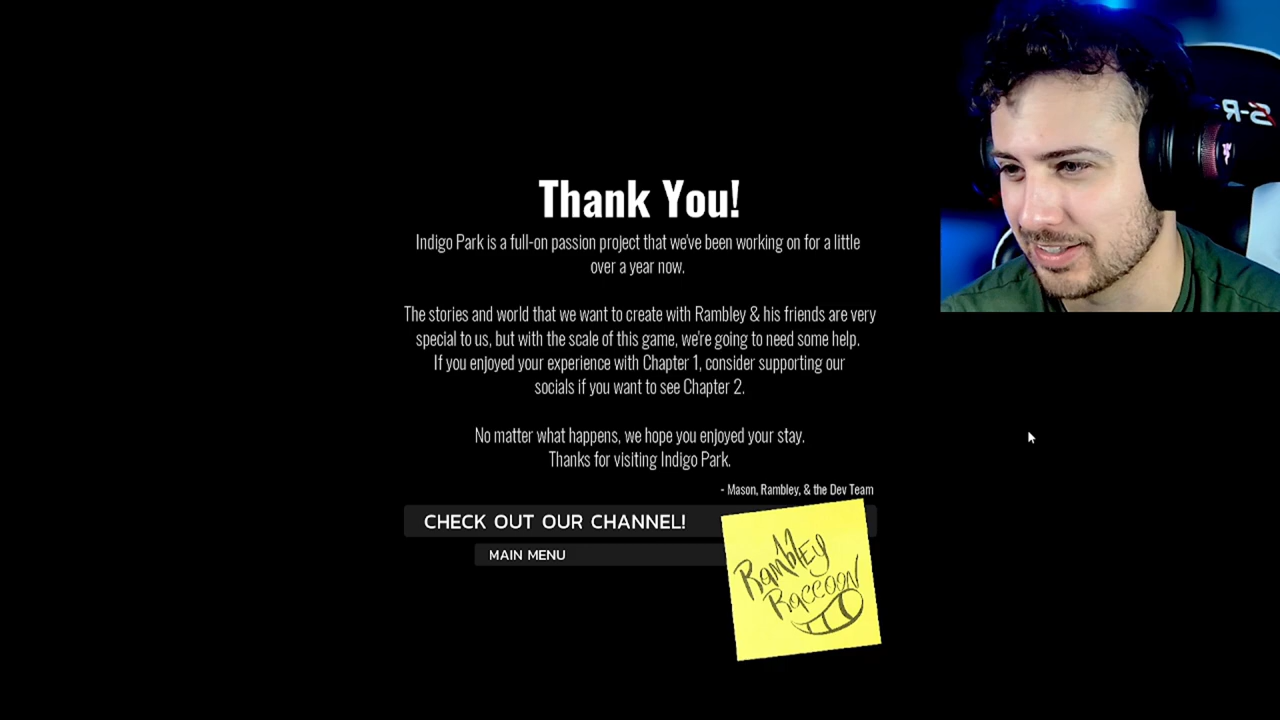 Thank You!
Indigo Park is a full-on passion project that we've been working on for a little
over a year now.
The stories and world that we want to create with Rambley & his friends are very
special to us, but with the scale of this game, we're going to need some help.
If you enjoyed your experience with Chapter 1, consider supporting our
socials if you want to see Chapter 2.
No matter what happens, we hope you enjoyed your stay.
Thanks for visiting Indigo Park.
- Mason, Rambley, & the Dev Team
CHECK OUT OUR CHANNEL!
MAIN MENU
Rambley
Raccoon
S-R